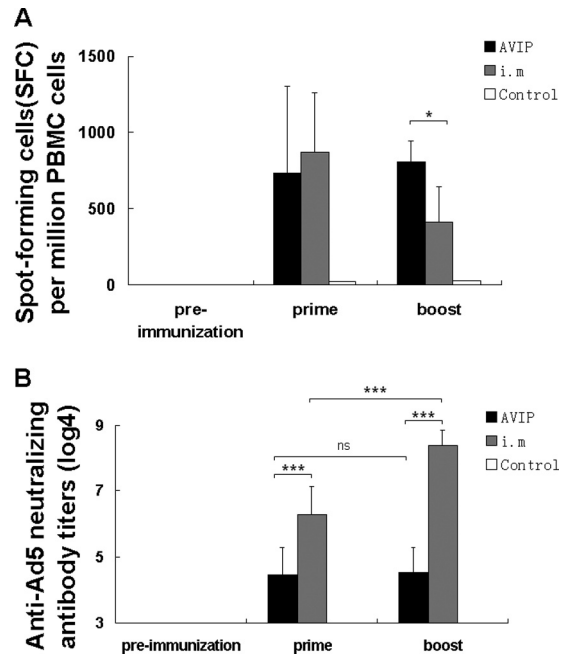 A
Spot-forming cells(SFC)
per million PBMC cells
1500
1000
500
0
AVIP
i.m
Control
*
pre-
immunization
prime
boost
B
Anti-Ad5 neutralizing
antibody titers (log4)
9
7
5
3
***
***
ns
***
AVIP
i.m
Control
pre-immunization
prime
boost